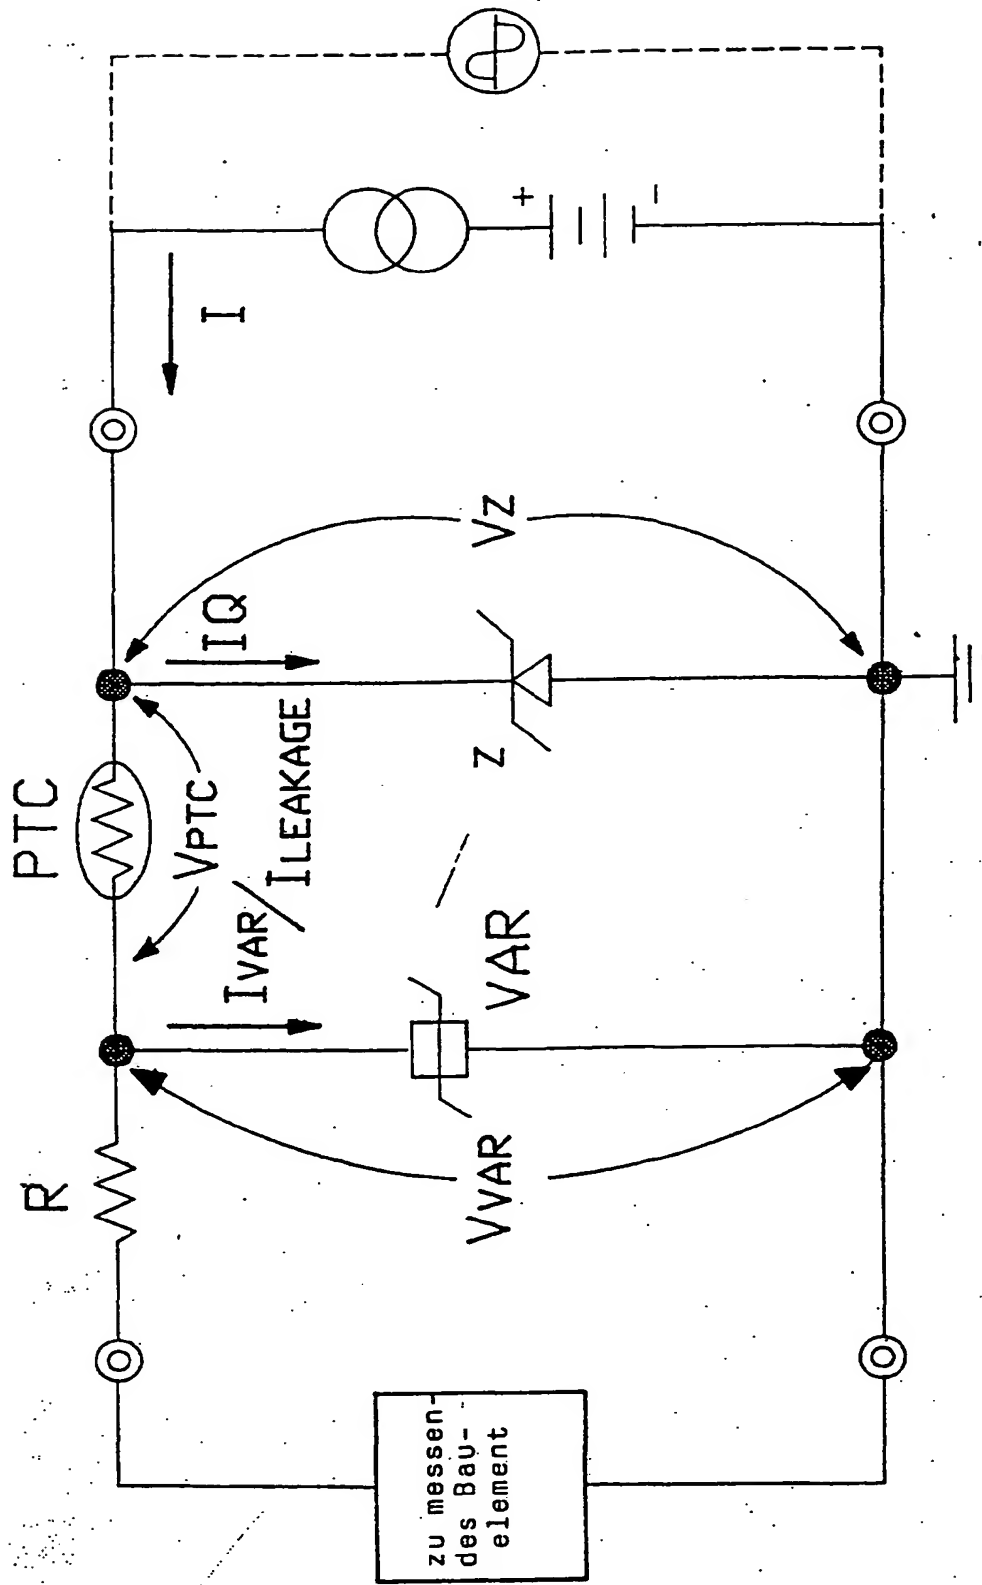 PTC
R
VPTC
IVAR/ILEAKAGE
IQ
I
+
-
VVAR
VAR
Z
VZ
zu messen-
des Bau-
element